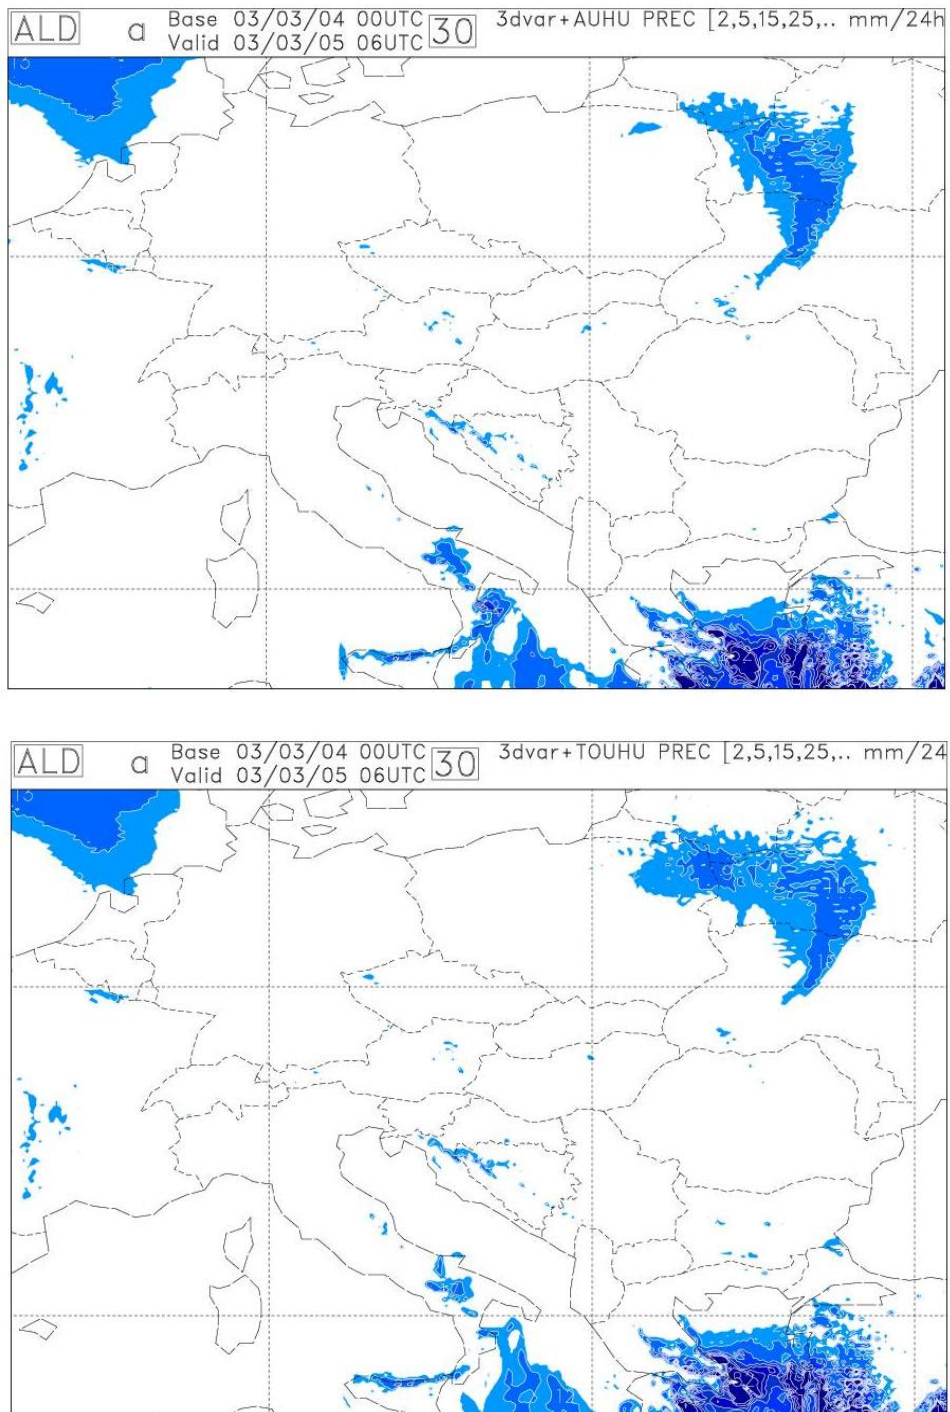 ALD a Base 03/03/04 00UTC 30 3dvar+AUHU PREC [2,5,15,25,.. mm/24h
Valid 03/03/05 06UTC
15
ALD a Base 03/03/04 00UTC 30 3dvar+TOUHU PREC [2,5,15,25,.. mm/24
Valid 03/03/05 06UTC
15